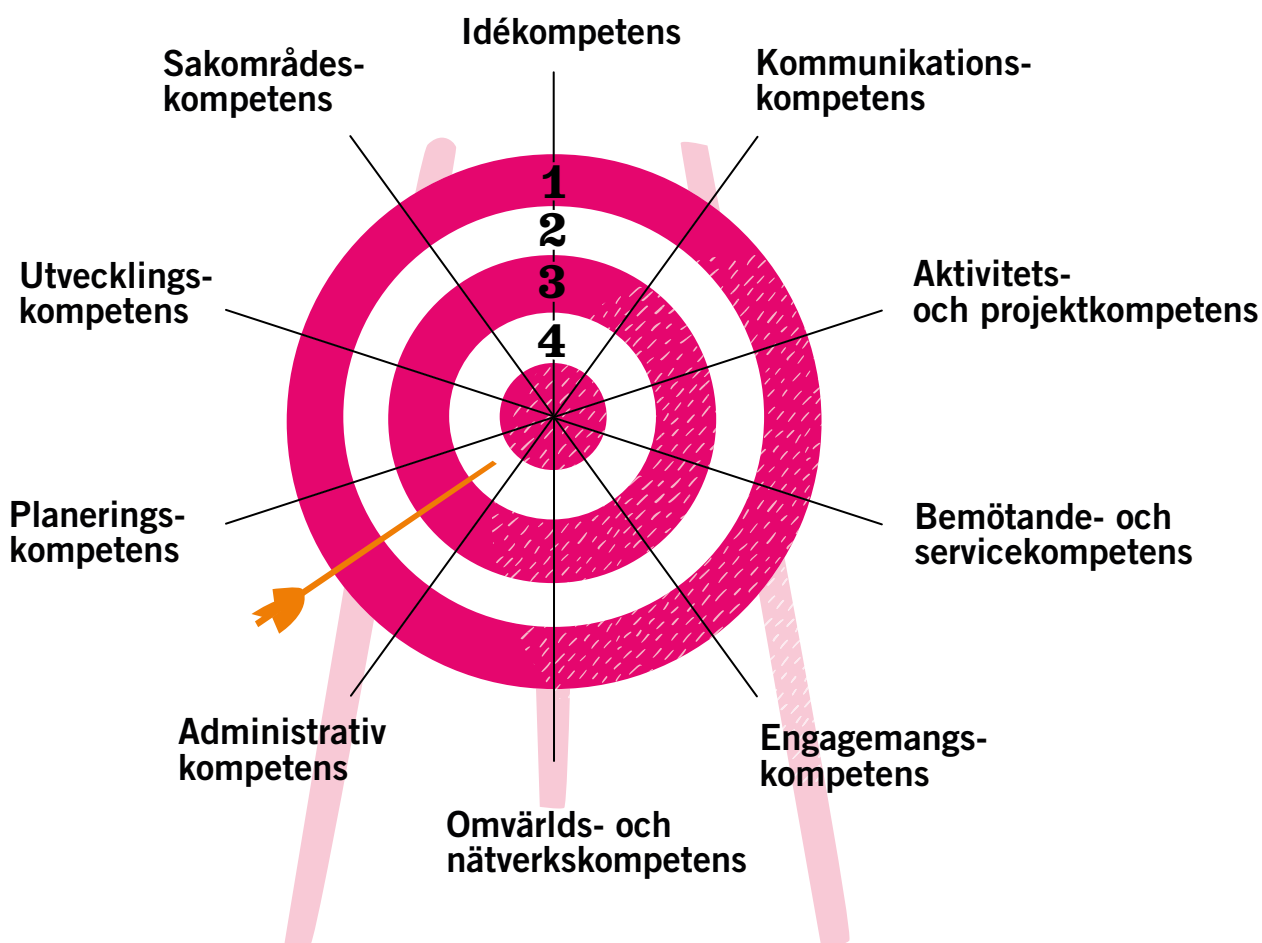 Idékompetens
Sakområdes-
kompetens
Kommunikations-
kompetens
1
2
3
4
Utvecklings-
kompetens
Aktivitets-
och projektkompetens
Planerings-
kompetens
Bemötande- och
servicekompetens
Administrativ
kompetens
Engagemangs-
kompetens
Omvärlds- och
nätverkskompetens